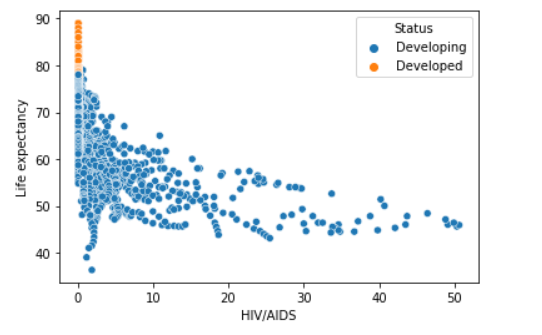 90
80
70
60
50
40
Life expectancy
0 10 20 30 40 50
HIV/AIDS
Status
Developing
Developed